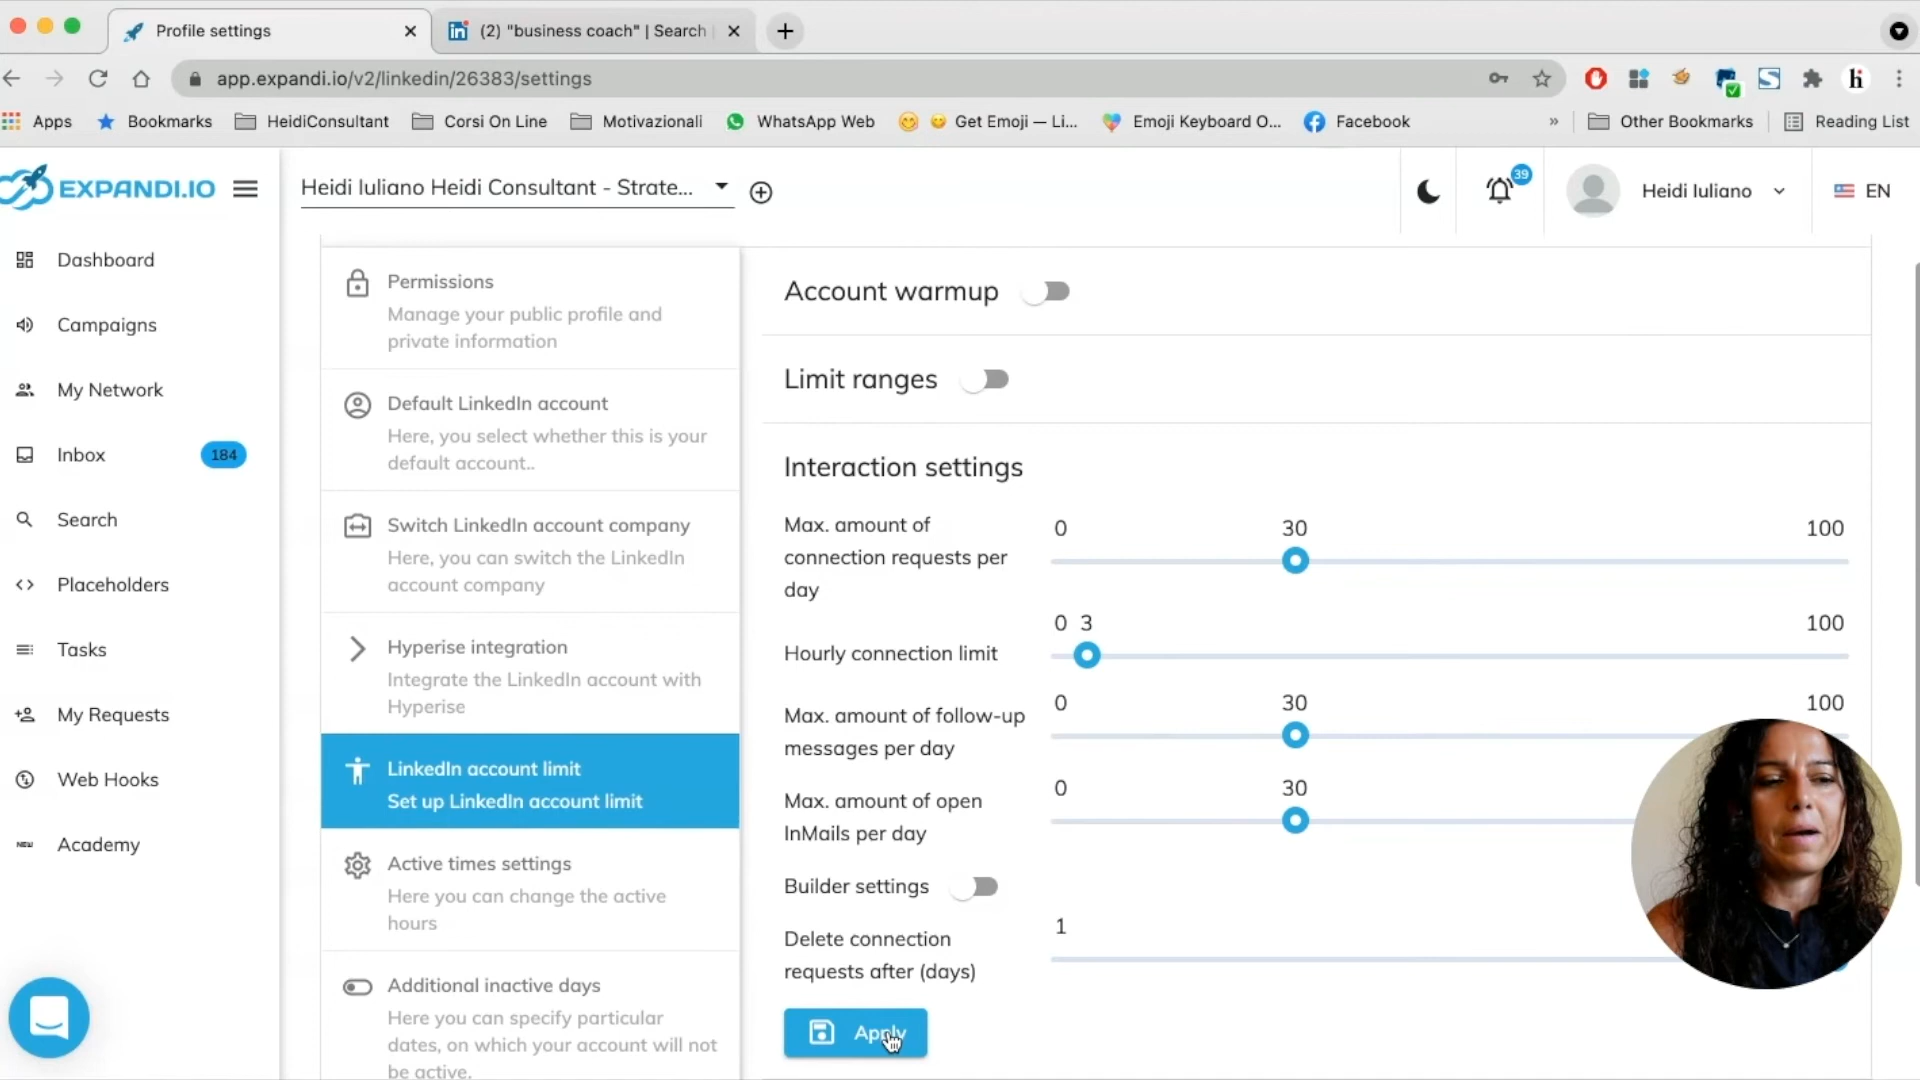 Profile settings
(2) "business coach" | Search
app.expandi.io/v2/linkedin/26383/settings
Apps
Bookmarks
HeidiConsultant
Corsi On Line
Motivazionali
WhatsApp Web
Get Emoji — Li...
Emoji Keyboard O...
Facebook
»
Other Bookmarks
Reading List
EXPANDI.IO
Heidi Iuliano Heidi Consultant - Strate...
39
Heidi Iuliano
EN
Dashboard
Campaigns
My Network
Inbox
184
Search
Placeholders
Tasks
My Requests
Web Hooks
NEW
Academy
Permissions
Manage your public profile and
private information
Default LinkedIn account
Here, you select whether this is your
default account..
Switch LinkedIn account company
Here, you can switch the LinkedIn
account company
Hyperise integration
Integrate the LinkedIn account with
Hyperise
LinkedIn account limit
Set up LinkedIn account limit
Active times settings
Here you can change the active
hours
Additional inactive days
Here you can specify particular
dates, on which your account will not
be active.
Account warmup
Limit ranges
Interaction settings
Max. amount of
connection requests per
day
0 30 100
Hourly connection limit
0 3 100
Max. amount of follow-up
messages per day
0 30 100
Max. amount of open
InMails per day
0 30
Builder settings
Delete connection
requests after (days)
1
Apply